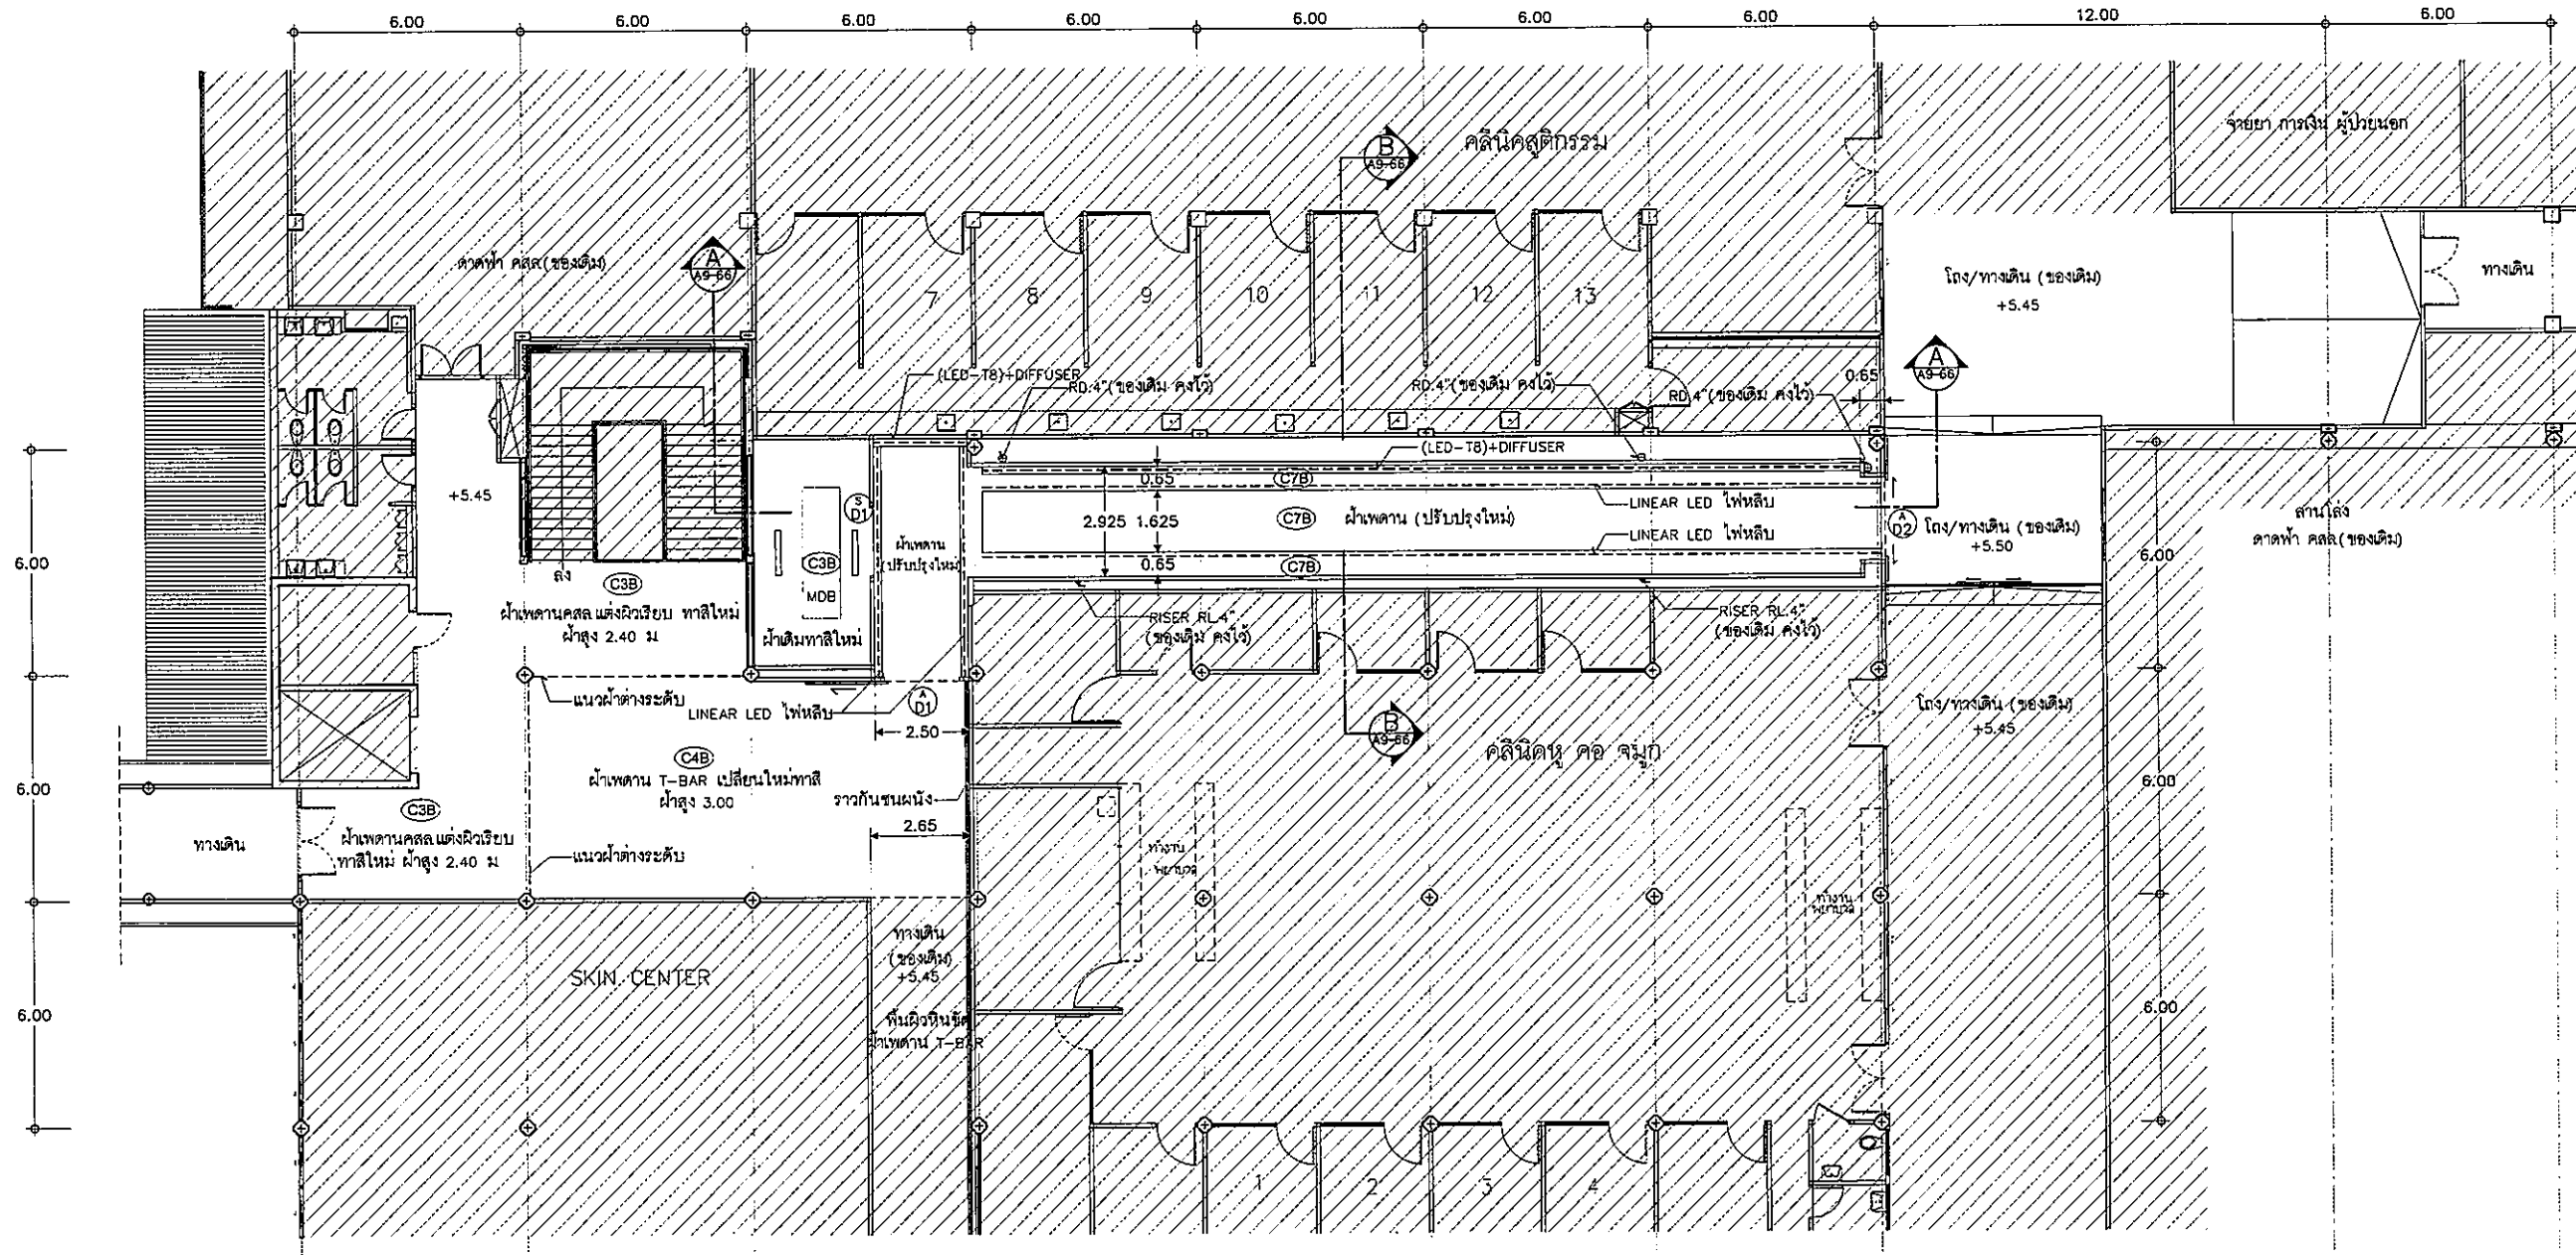 6.00
6.00
6.00
6.00
6.00
6.00
6.00
12.00
6.00
จ่ายยา การเงิน ผู้ป่วยนอก
คลีนิคสูติกรรม
B
A9-66
ดาดฟ้า คสล(ของเดิม)
A
A9-66
7
8
9
10
11
12
13
โถง/ทางเดิน (ของเดิม)
+5.45
ทางเดิน
(LED-T8)+DIFFUSER
RD.4"(ของเดิม คงไว้)
RD.4"(ของเดิม คงไว้)
RD.4"(ของเดิม คงไว้)
0.65
A
A9-66
(LED-T8)+DIFFUSER
+5.45
0.65
C7B
LINEAR LED ไฟหลืบ
2.925
1.625
C7B
ฝ้าเพดาน (ปรับปรุงใหม่)
LINEAR LED ไฟหลืบ
0.65
C7B
S
D1
A
D2
โถง/ทางเดิน (ของเดิม)
+5.50
ลานโล่ง
ดาดฟ้า คสล(ของเดิม)
6.00
6.00
ฝ้าเพดาน
(ปรับปรุงใหม่)
C3B
MDB
ลง
C3B
ฝ้าเพดานคสล แต่งผิวเรียบ ทาสีใหม่
ฝ้าสูง 2.40 ม
ฝ้าเดิมทาสีใหม่
RISER RL.4"
(ของเดิม คงไว้)
RISER RL.4"
(ของเดิม คงไว้)
แนวฝ้าต่างระดับ
LINEAR LED ไฟหลืบ
A
D1
2.50
B
A9-66
คลีนิคหู คอ จมูก
โถง/ทางเดิน (ของเดิม)
+5.45
C4B
ฝ้าเพดาน T-BAR เปลี่ยนใหม่ทาสี
ฝ้าสูง 3.00
ราวกันชนผนัง
6.00
6.00
C3B
ฝ้าเพดานคสลแต่งผิวเรียบ
ทาสีใหม่ ฝ้าสูง 2.40 ม
ทางเดิน
2.65
แนวฝ้าต่างระดับ
ทำงาน
พยาบาล
ทำงาน
พยาบาล
ทางเดิน
(ของเดิม)
+5.45
SKIN CENTER
พื้นผิวหินขัด
ฝ้าเพดาน T-BAR
6.00
6.00
1
2
3
4